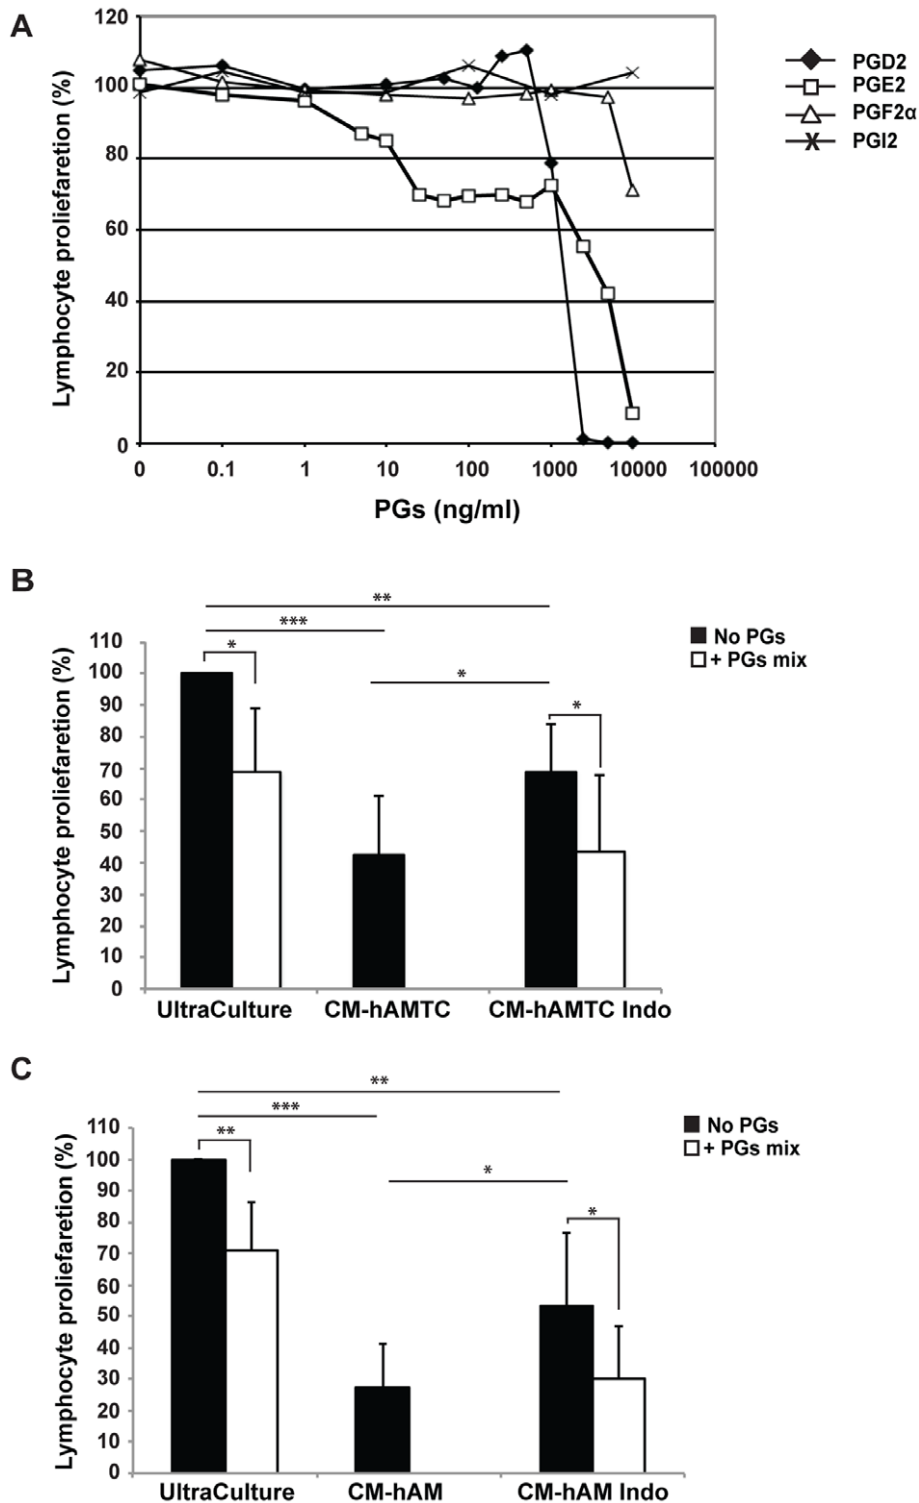 A
Lymphocyte proliefaretion (%)
120
100
80
60
40
20
0
0 0.1 1 10 100 1000 10000 100000
PGs (ng/ml)
PGD2
PGE2
PGF2α
PGI2
B
Lymphocyte proliefaretion (%)
110
100
90
80
70
60
50
40
30
20
10
0
**
***
*
*
*
No PGs
+ PGs mix
UltraCulture CM-hAMTC CM-hAMTC Indo
C
Lymphocyte proliefaretion (%)
110
100
90
80
70
60
50
40
30
20
10
0
**
***
**
*
*
No PGs
+ PGs mix
UltraCulture CM-hAM CM-hAM Indo